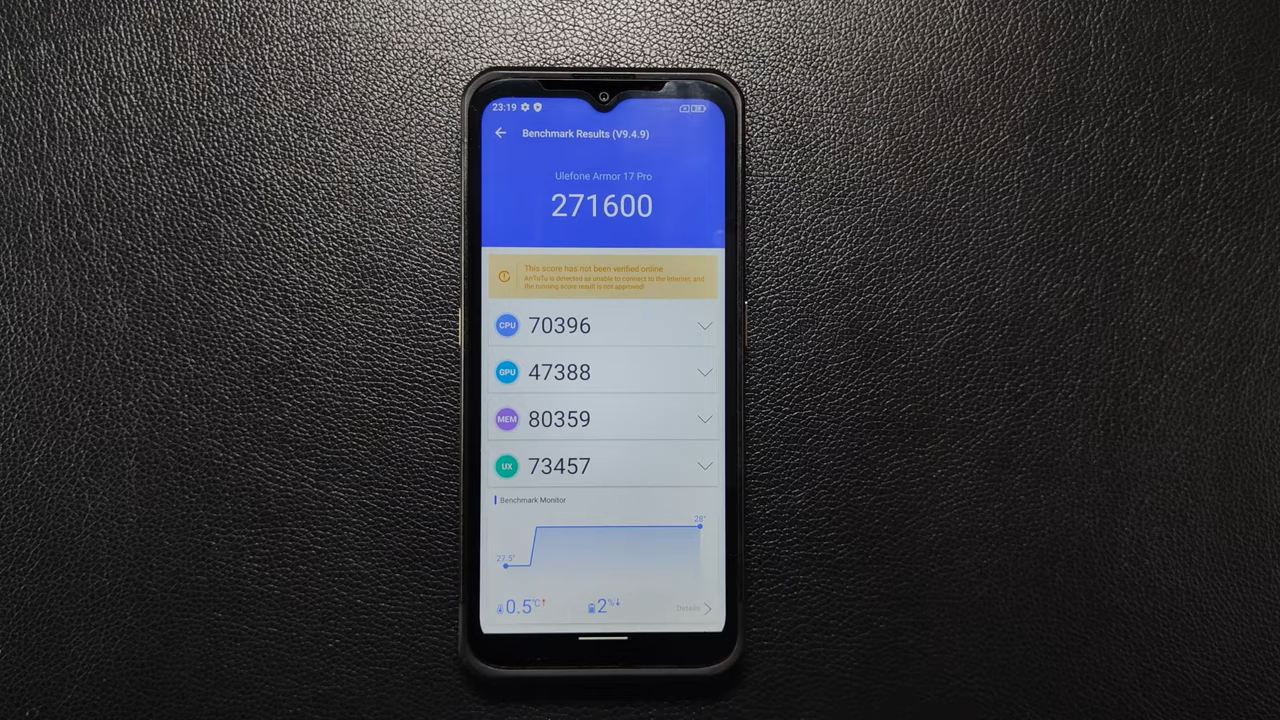 23:19
Benchmark Results (V9.4.9)
Ulefone Armor 17 Pro
271600
This score has not been verified online
AnTuTu is detected as unable to connect to the Internet, and
the running score result is not approved!
CPU 70396
GPU 47388
MEM 80359
UX 73457
Benchmark Monitor
28°
27.5°
0.5°C↑ 2%↓ Details